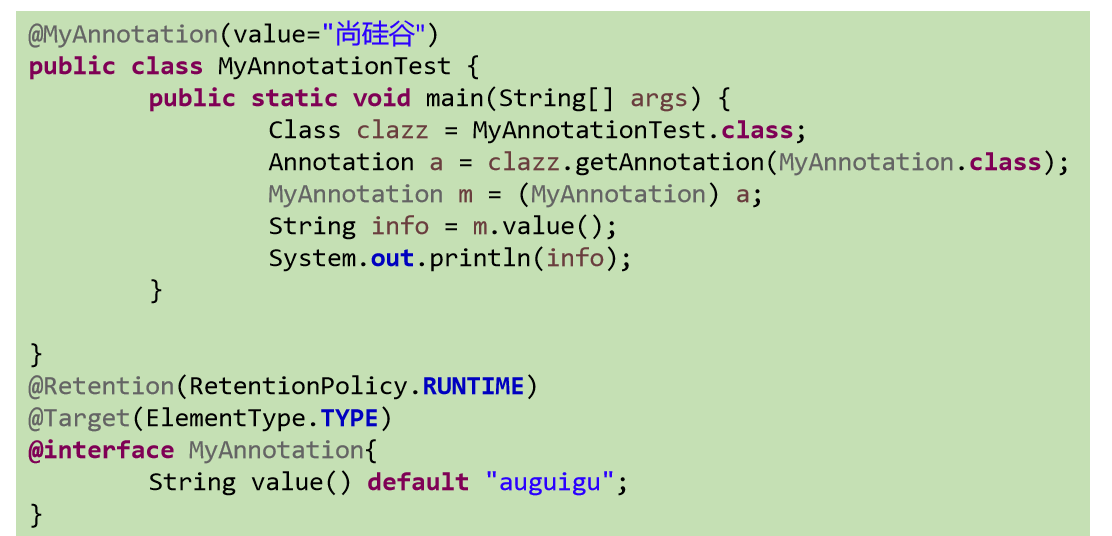 @MyAnnotation(value="尚硅谷")
public class MyAnnotationTest {
public static void main(String[] args) {
Class clazz = MyAnnotationTest.class;
Annotation a = clazz.getAnnotation(MyAnnotation.class);
MyAnnotation m = (MyAnnotation) a;
String info = m.value();
System.out.println(info);
}
}
@Retention(RetentionPolicy.RUNTIME)
@Target(ElementType.TYPE)
@interface MyAnnotation{
String value() default "auguigu";
}